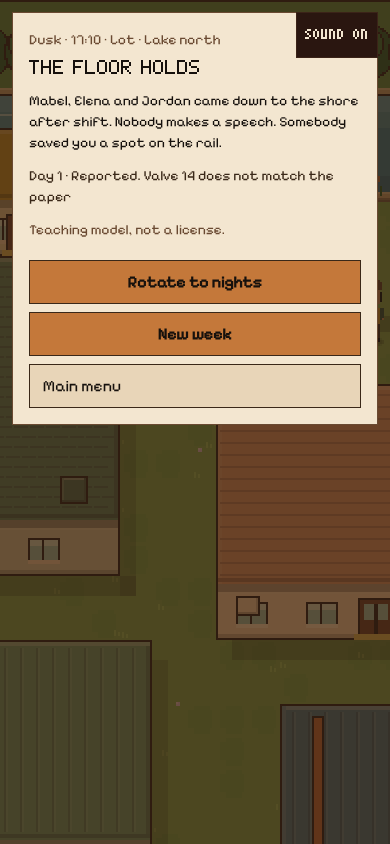 Dusk · 17:10 · Lot · Lake north
SOUND ON
THE FLOOR HOLDS
Mabel, Elena and Jordan came down to the shore
after shift. Nobody makes a speech. Somebody
saved you a spot on the rail.
Day 1 · Reported. Valve 14 does not match the
paper
Teaching model, not a license.
Rotate to nights
New week
Main menu